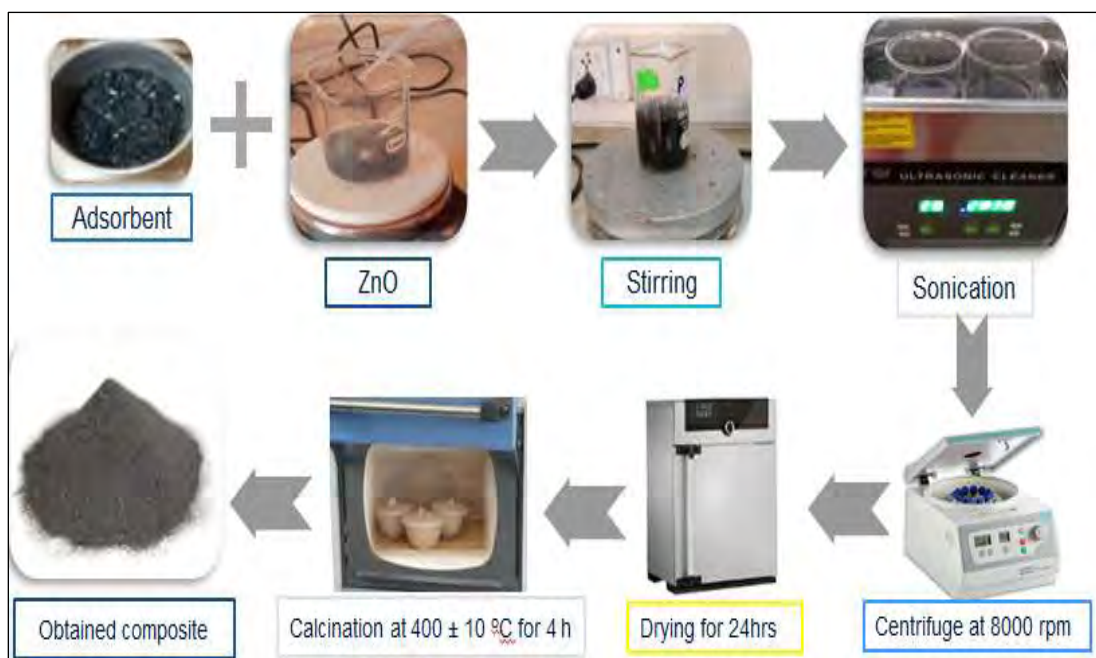 ULTRASONIC CLEANER
Adsorbent
ZnO
Stirring
Sonication
Obtained composite
Calcination at 400 ± 10 ºC for 4 h
Drying for 24hrs
Centrifuge at 8000 rpm